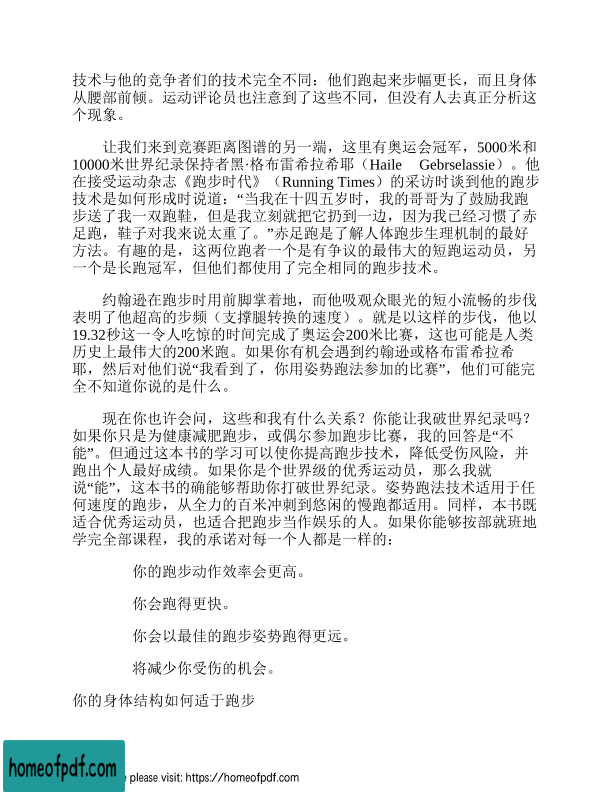 技术与他的竞争者们的技术完全不同：他们跑起来步幅更长，而且身体
从腰部前倾。运动评论员也注意到了这些不同，但没有人去真正分析这
个现象。
让我们来到竞赛距离图谱的另一端，这里有奥运会冠军，5000米和
10000米世界纪录保持者黑·格布雷希拉希耶（Haile Gebrselassie）。他
在接受运动杂志《跑步时代》（Running Times）的采访时谈到他的跑步
技术是如何形成时说道：“当我在十四五岁时，我的哥哥为了鼓励我跑
步送了我一双跑鞋，但是我立刻就把它扔到一边，因为我已经习惯了赤
足跑，鞋子对我来说太重了。”赤足跑是了解人体跑步生理机制的最好
方法。有趣的是，这两位跑者一个是有争议的最伟大的短跑运动员，另
一个是长跑冠军，但他们都使用了完全相同的跑步技术。
约翰逊在跑步时用前脚掌着地，而他吸观众眼光的短小流畅的步伐
表明了他超高的步频（支撑腿转换的速度）。就是以这样的步伐，他以
19.32秒这一令人吃惊的时间完成了奥运会200米比赛，这也可能是人类
历史上最伟大的200米跑。如果你有机会遇到约翰逊或格布雷希拉希
耶，然后对他们说“我看到了，你用姿势跑法参加的比赛”，他们可能完
全不知道你说的是什么。
现在你也许会问，这些和我有什么关系？你能让我破世界纪录吗？
如果你只是为健康减肥跑步，或偶尔参加跑步比赛，我的回答是“不
能”。但通过这本书的学习可以使你提高跑步技术，降低受伤风险，并
跑出个人最好成绩。如果你是个世界级的优秀运动员，那么我就
说“能”，这本书的确能够帮助你打破世界纪录。姿势跑法技术适用于任
何速度的跑步，从全力的百米冲刺到悠闲的慢跑都适用。同样，本书既
适合优秀运动员，也适合把跑步当作娱乐的人。如果你能够按部就班地
学完全部课程，我的承诺对每一个人都是一样的：
你的跑步动作效率会更高。
你会跑得更快。
你会以最佳的跑步姿势跑得更远。
将减少你受伤的机会。
你的身体结构如何适于跑步
homeofpdf.com
e please visit: https://homeofpdf.com